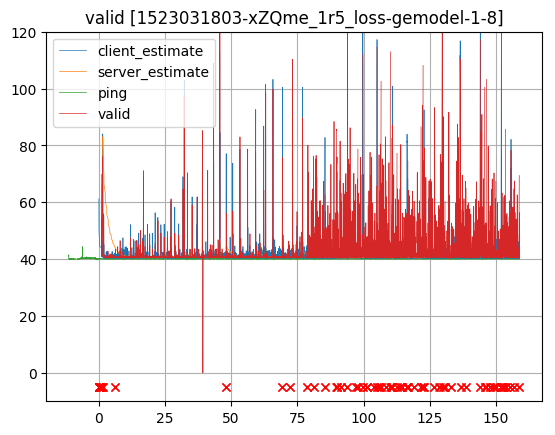 valid [1523031803-xZQme_1r5_loss-gemodel-1-8]
120
100
80
60
40
20
0
client_estimate
server_estimate
ping
valid
0
25
50
75
100
125
150